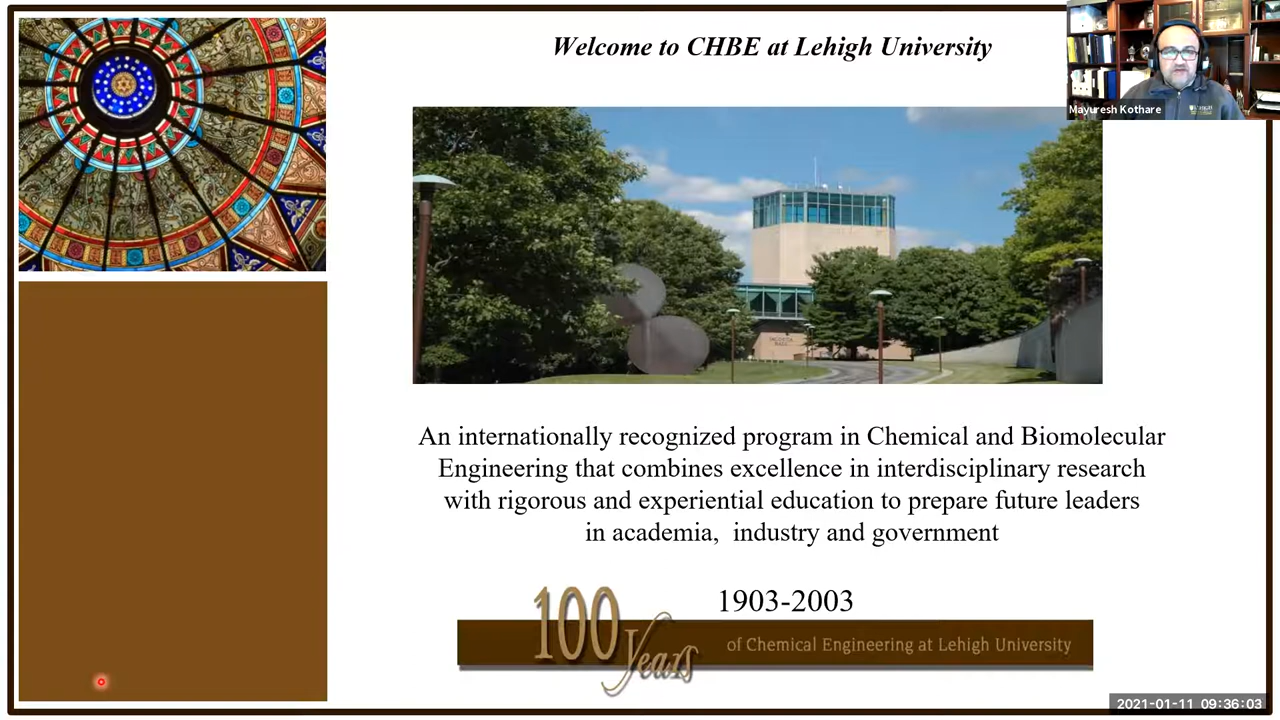 Welcome to CHBE at Lehigh University
Mayuresh Kothare
An internationally recognized program in Chemical and Biomolecular
Engineering that combines excellence in interdisciplinary research
with rigorous and experiential education to prepare future leaders
in academia,  industry and government
1903-2003
100 Years of Chemical Engineering at Lehigh University
2021-01-11 09:36:03